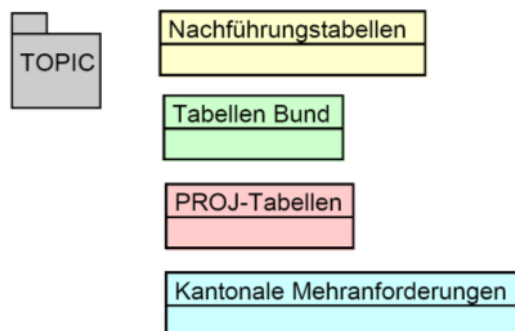 TOPIC
Nachführungstabellen
Tabellen Bund
PROJ-Tabellen
Kantonale Mehranforderungen